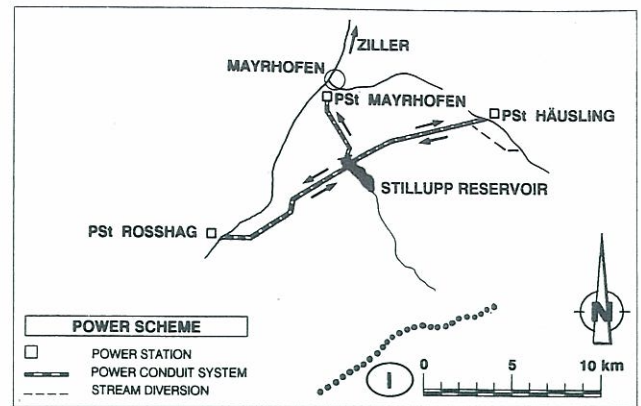 ZILLER
MAYRHOFEN
PSt MAYRHOFEN
PSt HÄUSLING
STILLUPP RESERVOIR
PSt ROSSHAG
N
POWER SCHEME
POWER STATION
POWER CONDUIT SYSTEM
STREAM DIVERSION
I
0 5 10 km